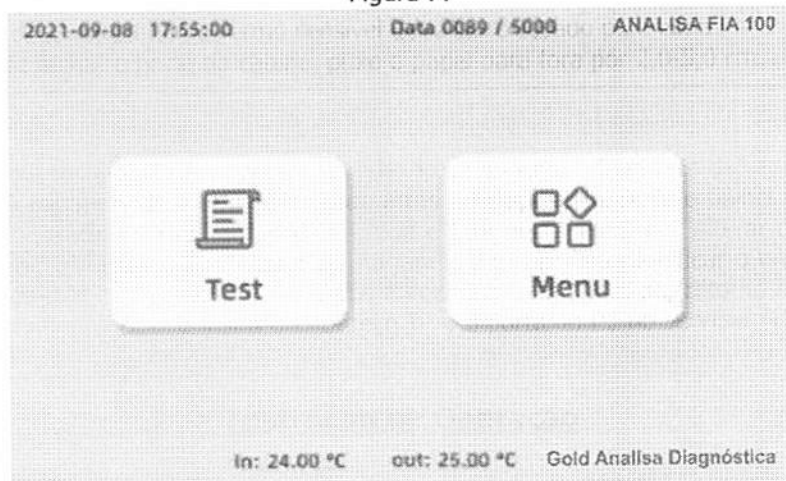 2021-09-08 17:55:00 Data 0089 / 5000 ANALISA FIA 100
Test Menu
In: 24.00 °C out: 25.00 °C Gold Analisa Diagnóstica